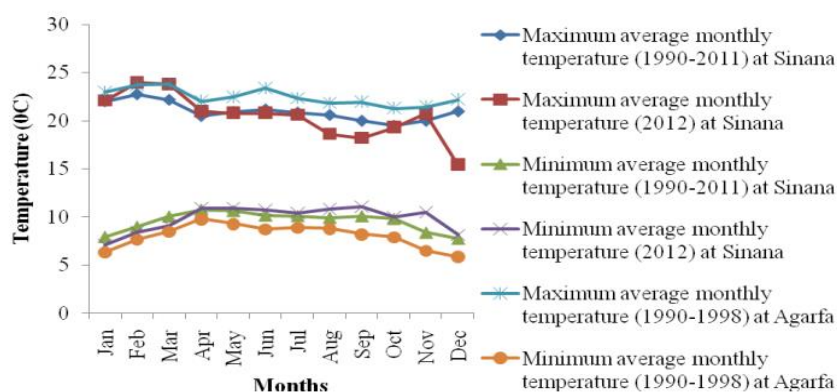 30
25
20
15
10
5
0
Temperature (0C)
Jan
Feb
Mar
Apr
May
Jun
Jul
Aug
Sep
Oct
Nov
Dec
Months
Maximum average monthly
temperature (1990-2011) at Sinana
Maximum average monthly
temperature (2012) at Sinana
Minimum average monthly
temperature (1990-2011) at Sinana
Minimum average monthly
temperature (2012) at Sinana
Maximum average monthly
temperature (1990-1998) at Agarfa
Minimum average monthly
temperature (1990-1998) at Agarfa